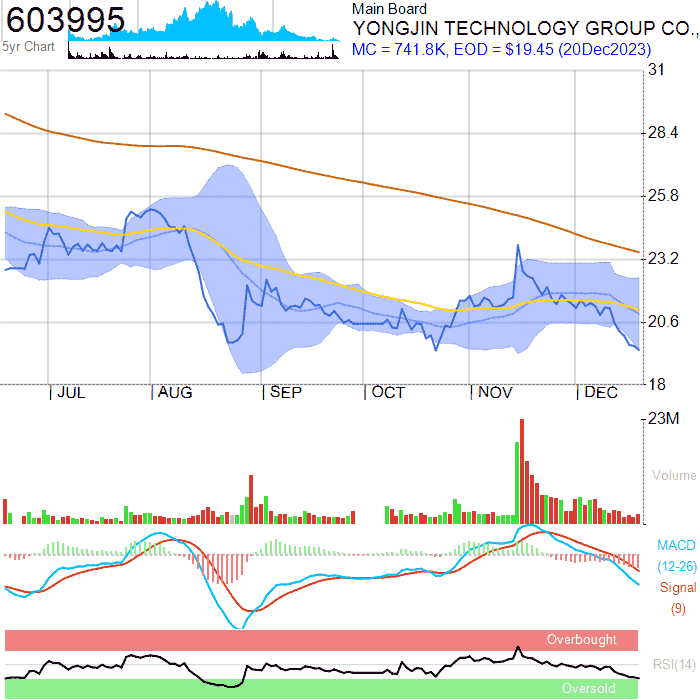 603995
Main Board
YONGJIN TECHNOLOGY GROUP CO.,
5yr Chart
MC = 741.8K, EOD = $19.45 (20Dec2023)
31
28.4
25.8
23.2
20.6
18
JUL
AUG
SEP
OCT
NOV
DEC
23M
Volume
MACD
(12-26)
Signal
(9)
Overbought
RSI(14)
Oversold